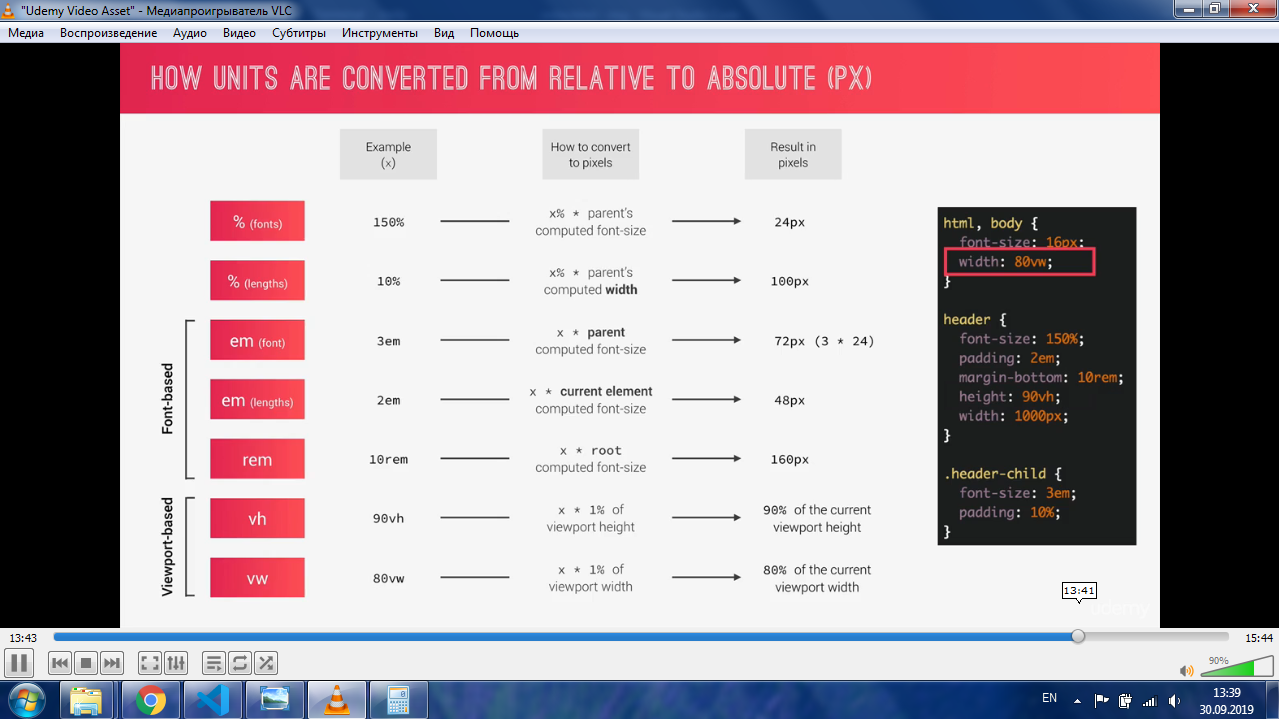 "Udemy Video Asset" - Медиапроигрыватель VLC
Медиа Воспроизведение Аудио Видео Субтитры Инструменты Вид Помощь
HOW UNITS ARE CONVERTED FROM RELATIVE TO ABSOLUTE (PX)
Example
(x)
How to convert
to pixels
Result in
pixels
% (fonts)
150%
x% * parent's
computed font-size
24px
% (lengths)
10%
x% * parent's
computed width
100px
Font-based
em (font)
3em
x * parent
computed font-size
72px (3 * 24)
em (lengths)
2em
x * current element
computed font-size
48px
rem
10rem
x * root
computed font-size
160px
Viewport-based
vh
90vh
x * 1% of
viewport height
90% of the current
viewport height
vw
80vw
x * 1% of
viewport width
80% of the current
viewport width
html, body {
font-size: 16px;
width: 80vw;
}
header {
font-size: 150%;
padding: 2em;
margin-bottom: 10rem;
height: 90vh;
width: 1000px;
}
.header-child {
font-size: 3em;
padding: 10%;
}
13:41
udemy
13:43
15:44
90%
EN
13:39
30.09.2019